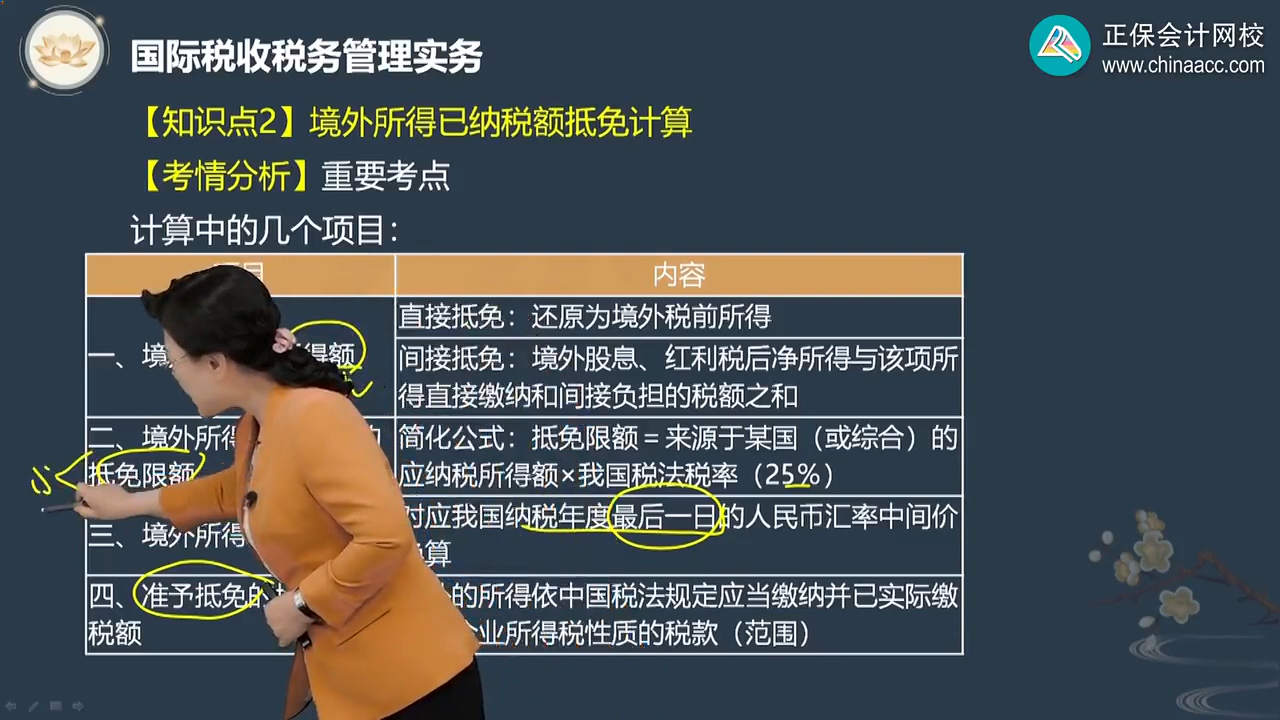 国际税收税务管理实务
正保会计网校
www.chinaacc.com
【知识点2】境外所得已纳税额抵免计算
【考情分析】重要考点
计算中的几个项目：
内容
一、境
得额
直接抵免：还原为境外税前所得
间接抵免：境外股息、红利税后净所得与该项所
得直接缴纳和间接负担的税额之和
二、境外所得
抵免限额
简化公式：抵免限额＝来源于某国（或综合）的
应纳税所得额×我国税法税率（25%）
三、境外所得
对应我国纳税年度最后一日的人民币汇率中间价
算
四、准予抵免的
税额
的所得依中国税法规定应当缴纳并已实际缴
企业所得税性质的税款（范围）